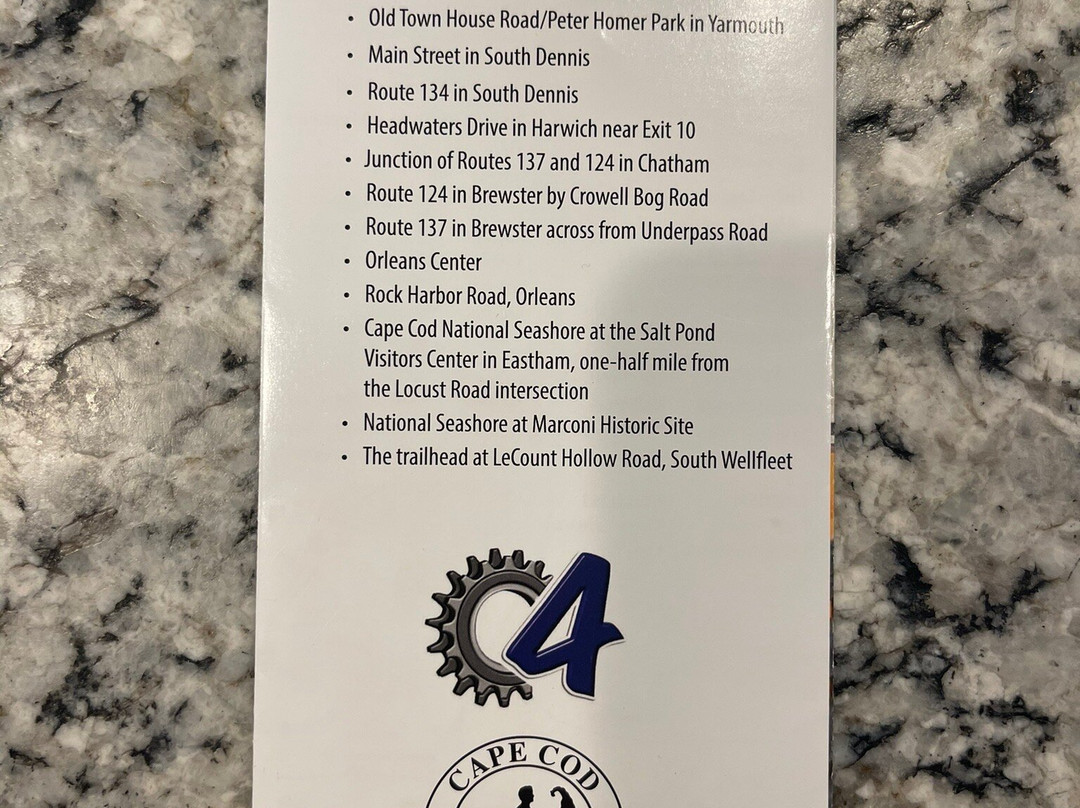 • Old Town House Road/Peter Homer Park in Yarmouth
• Main Street in South Dennis
• Route 134 in South Dennis
• Headwaters Drive in Harwich near Exit 10
• Junction of Routes 137 and 124 in Chatham
• Route 124 in Brewster by Crowell Bog Road
• Route 137 in Brewster across from Underpass Road
• Orleans Center
• Rock Harbor Road, Orleans
• Cape Cod National Seashore at the Salt Pond
Visitors Center in Eastham, one-half mile from
the Locust Road intersection
• National Seashore at Marconi Historic Site
• The trailhead at LeCount Hollow Road, South Wellfleet
C4
CAPE COD